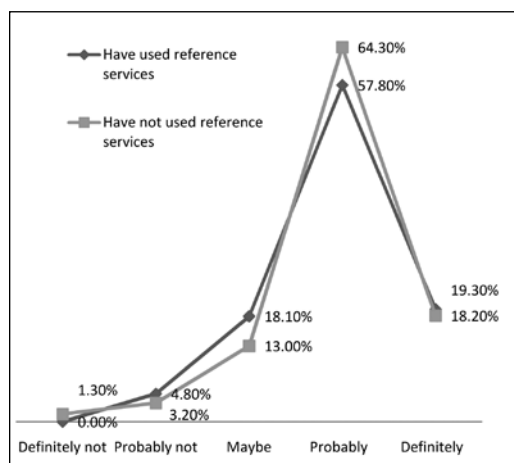 Have used reference
services
Have not used reference
services
64.30%
57.80%
19.30%
18.20%
18.10%
13.00%
1.30%
4.80%
0.00%
3.20%
Definitely not Probably not Maybe Probably Definitely